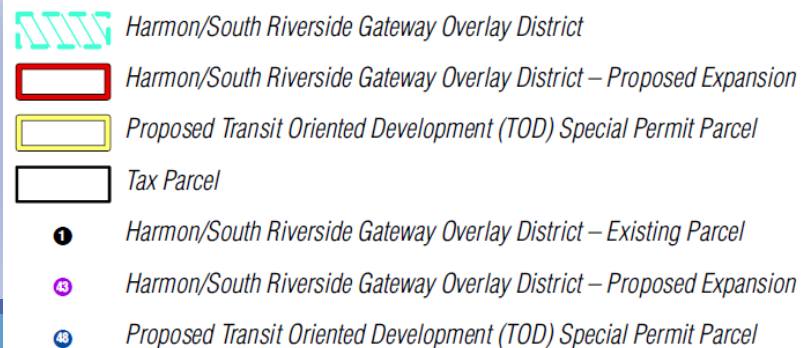 Harmon/South Riverside Gateway Overlay District
Harmon/South Riverside Gateway Overlay District – Proposed Expansion
Proposed Transit Oriented Development (TOD) Special Permit Parcel
Tax Parcel
1 Harmon/South Riverside Gateway Overlay District – Existing Parcel
43 Harmon/South Riverside Gateway Overlay District – Proposed Expansion
48 Proposed Transit Oriented Development (TOD) Special Permit Parcel